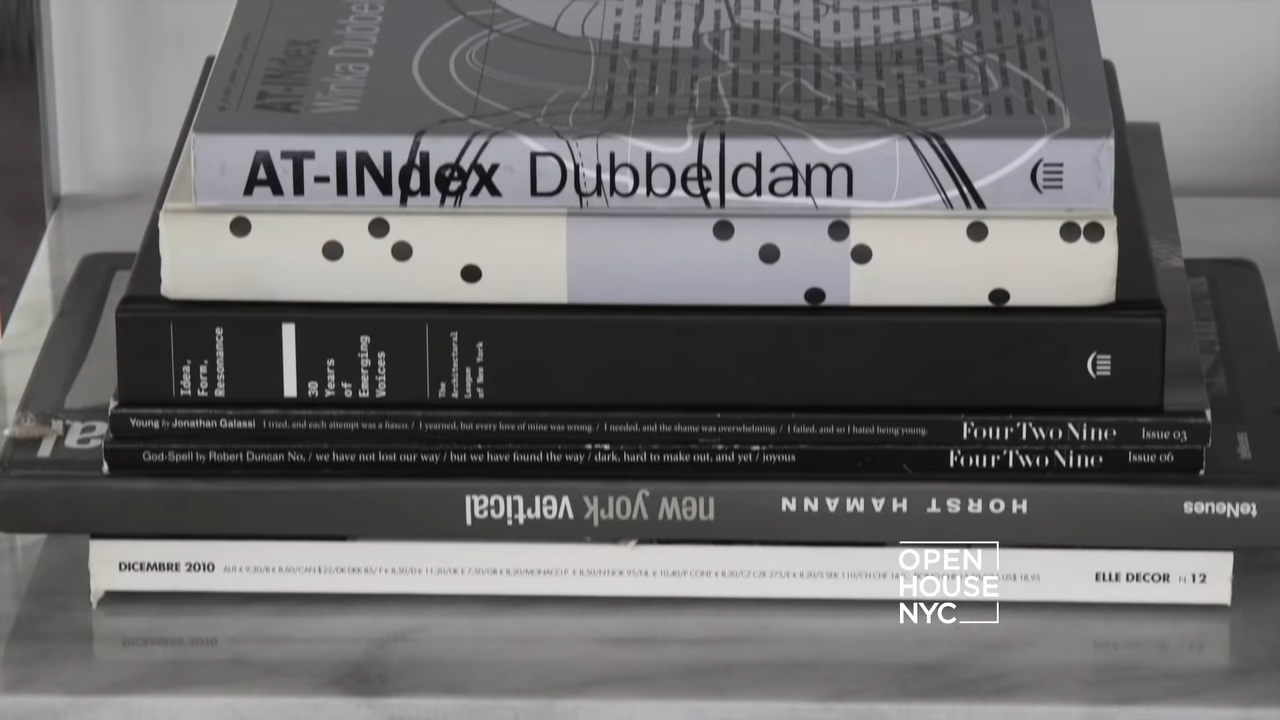 AT-INdex
Winka Dubbel
AT-INdex Dubbeldam
Idea,
Form,
Resonance
30
Years
of
Emerging
Voices
The
Architectural
League
of New York
Young by Jonathan Galassi I tried, and each attempt was a fiasco. / I yearned, but every love of mine was wrong. / I needed, and the shame was overwhelming. / I failed, and so I hated being young. Four Two Nine Issue 03
God-Spell by Robert Duncan No, / we have not lost our way / but we have found the way / dark, hard to make out, and yet / joyous Four Two Nine Issue 06
new york vertical HORST HAMANN teNeues
DICEMBRE 2010 ELLE DECOR N.12
OPEN
HOUSE
NYC